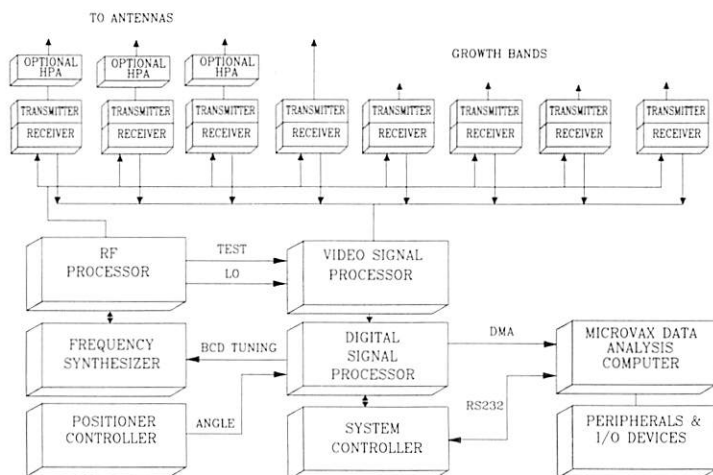 TO ANTENNAS
GROWTH BANDS
OPTIONAL
HPA
OPTIONAL
HPA
OPTIONAL
HPA
TRANSMITTER
RECEIVER
TRANSMITTER
RECEIVER
TRANSMITTER
RECEIVER
TRANSMITTER
RECEIVER
TRANSMITTER
RECEIVER
TRANSMITTER
RECEIVER
TRANSMITTER
RECEIVER
TRANSMITTER
RECEIVER
RF
PROCESSOR
TEST
LO
VIDEO SIGNAL
PROCESSOR
FREQUENCY
SYNTHESIZER
BCD TUNING
DIGITAL
SIGNAL
PROCESSOR
DMA
MICROVAX DATA
ANALYSIS
COMPUTER
POSITIONER
CONTROLLER
ANGLE
SYSTEM
CONTROLLER
RS232
PERIPHERALS &
I/O DEVICES